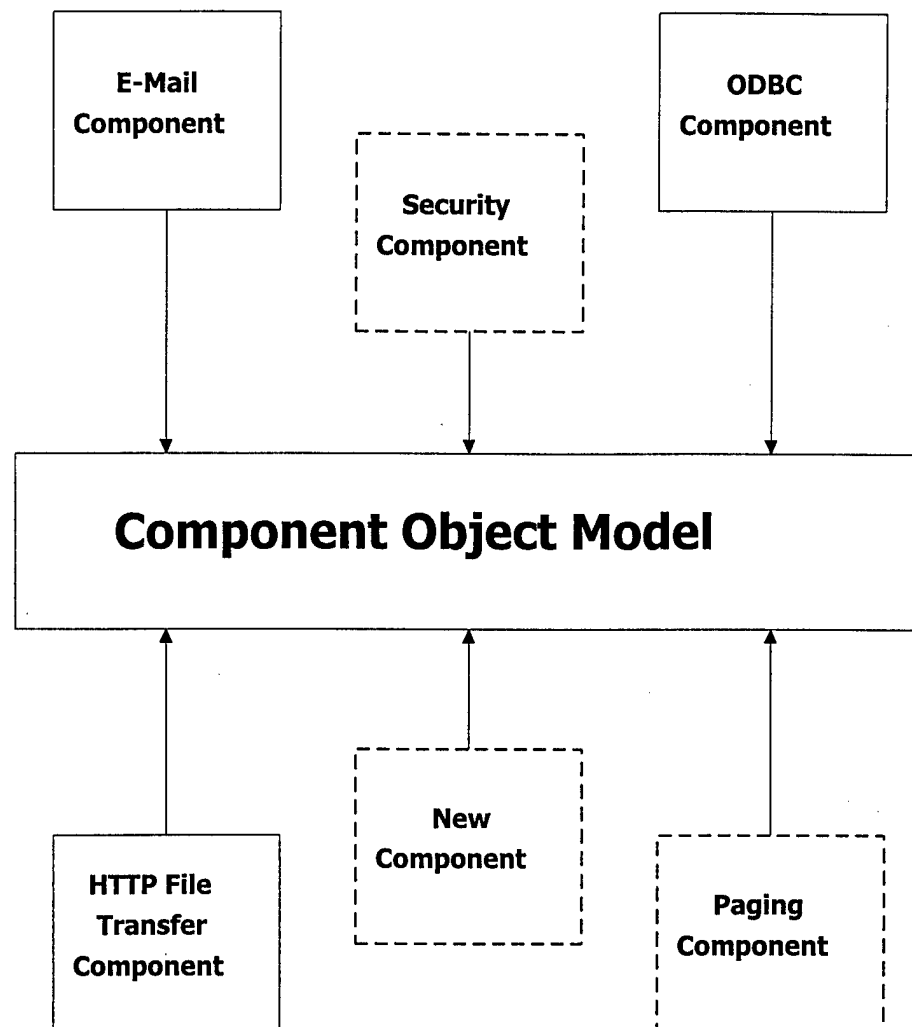 E-Mail
Component
ODBC
Component
Security
Component
Component Object Model
New
Component
HTTP File
Transfer
Component
Paging
Component